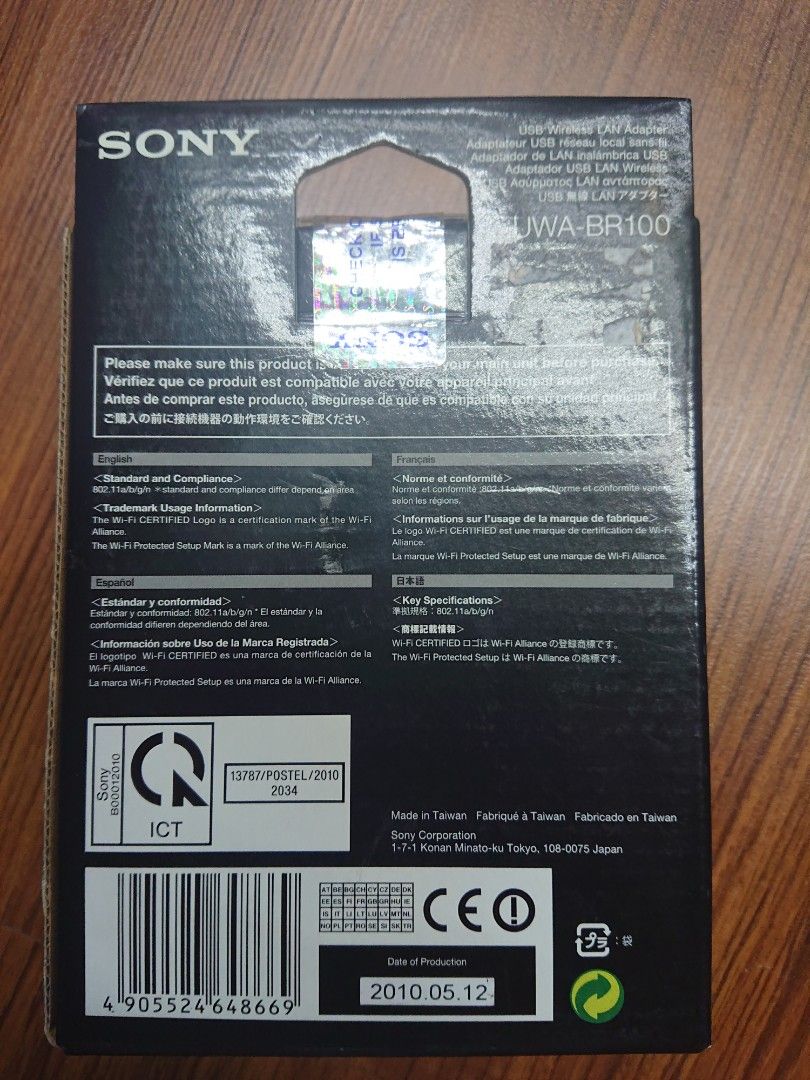 SONY
USB Wireless LAN Adapter
Adaptateur USB réseau local sans fil
Adaptador de LAN inalámbrica USB
Adaptador USB LAN Wireless
USB Ασύρματος LAN αντάπτορας
USB 無線 LAN アダプター
UWA-BR100
CHECK
SONY
Please make sure this product is your main unit
Vérifiez que ce produit est compatible avec votre appareil principal avant
Antes de comprar este producto, asegúrese de que es compatible con su unidad principal.
ご購入の前に接続機器の動作環境をご確認ください。
English
<Standard and Compliance>
802.11a/b/g/n *standard and compliance differ depend on area
<Trademark Usage Information>
The Wi-Fi CERTIFIED Logo is a certification mark of the Wi-Fi
Alliance.
The Wi-Fi Protected Setup Mark is a mark of the Wi-Fi Alliance.
Français
<Norme et conformité>
Norme et conformité :802.11a/b/g/n *Norme et conformité varient
selon les régions.
<Informations sur l'usage de la marque de fabrique>
Le logo Wi-Fi CERTIFIED est une marque de certification de Wi-Fi
Alliance.
La marque Wi-Fi Protected Setup est une marque de Wi-Fi Alliance.
Español
<Estándar y conformidad>
Estándar y conformidad: 802.11a/b/g/n * El estándar y la
conformidad difieren dependiendo del área.
<Información sobre Uso de la Marca Registrada>
El logotipo Wi-Fi CERTIFIED es una marca de certificación de la
Wi-Fi Alliance.
La marca Wi-Fi Protected Setup es una marca de la Wi-Fi Alliance.
日本語
<Key Specifications>
準拠規格：802.11a/b/g/n
<商標記載情報>
Wi-Fi CERTIFIED ロゴは Wi-Fi Alliance の登録商標です。
The Wi-Fi Protected Setup は Wi-Fi Alliance の商標です。
Sony
B00012010
ICT
13787/POSTEL/2010
2034
Made in Taiwan Fabriqué à Taiwan Fabricado en Taiwan
Sony Corporation
1-7-1 Konan Minato-ku Tokyo, 108-0075 Japan
4 905524 648669
AT BE BG CH CY CZ DE DK
EE ES FI FR GB GR HU IE
IS IT LI LT LU LV MT NL
NO PL PT RO SE SI SK TR
CE
Date of Production
2010.05.12
プラ：袋